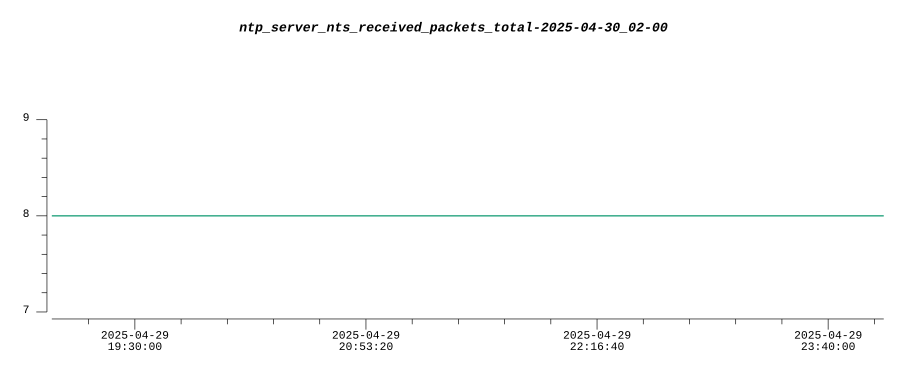 ntp_server_nts_received_packets_total-2025-04-30_02-00
9
8
7
2025-04-29 2025-04-29 2025-04-29 2025-04-29
19:30:00 20:53:20 22:16:40 23:40:00